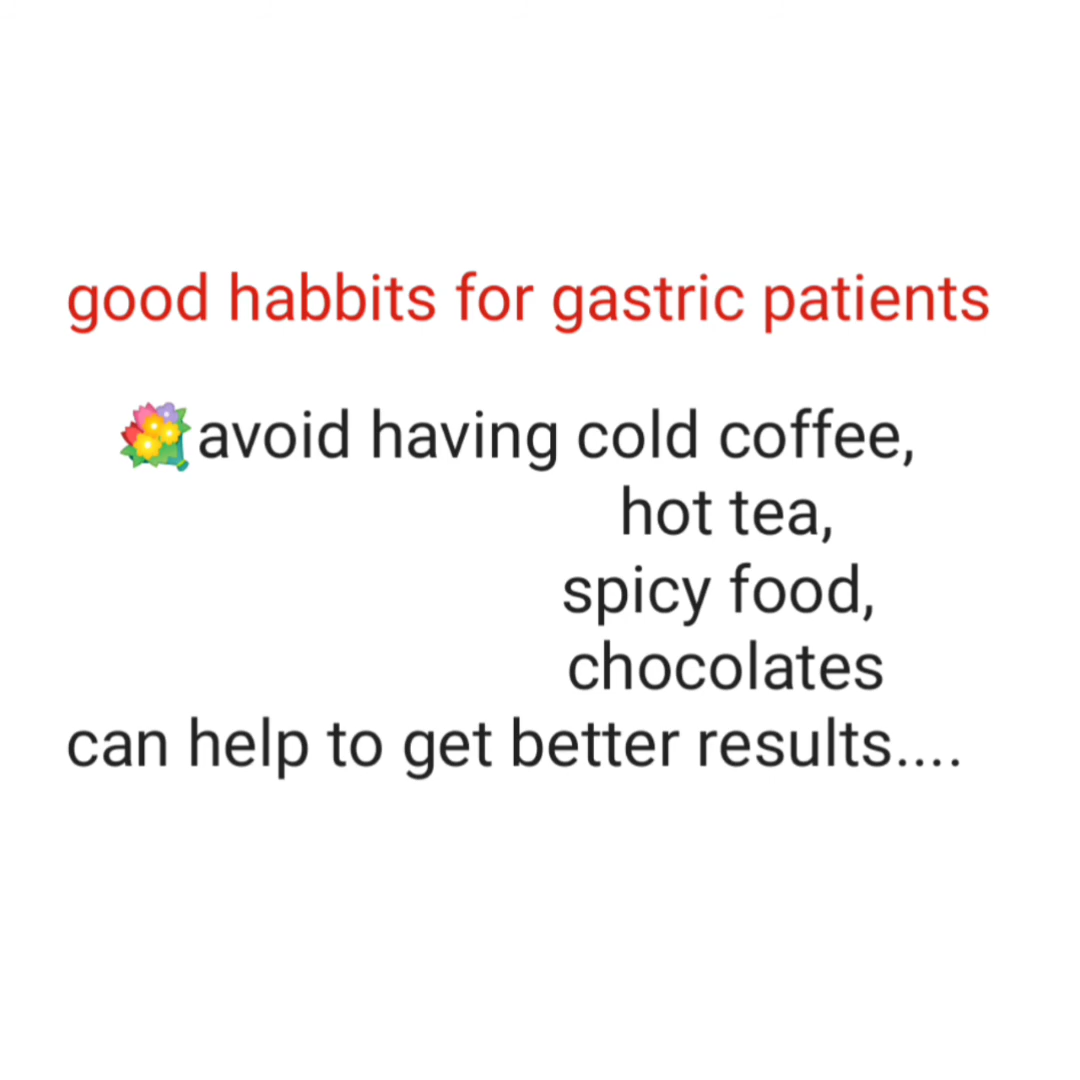 good habbits for gastric patients
💐avoid having cold coffee,
hot tea,
spicy food,
chocolates
can help to get better results....